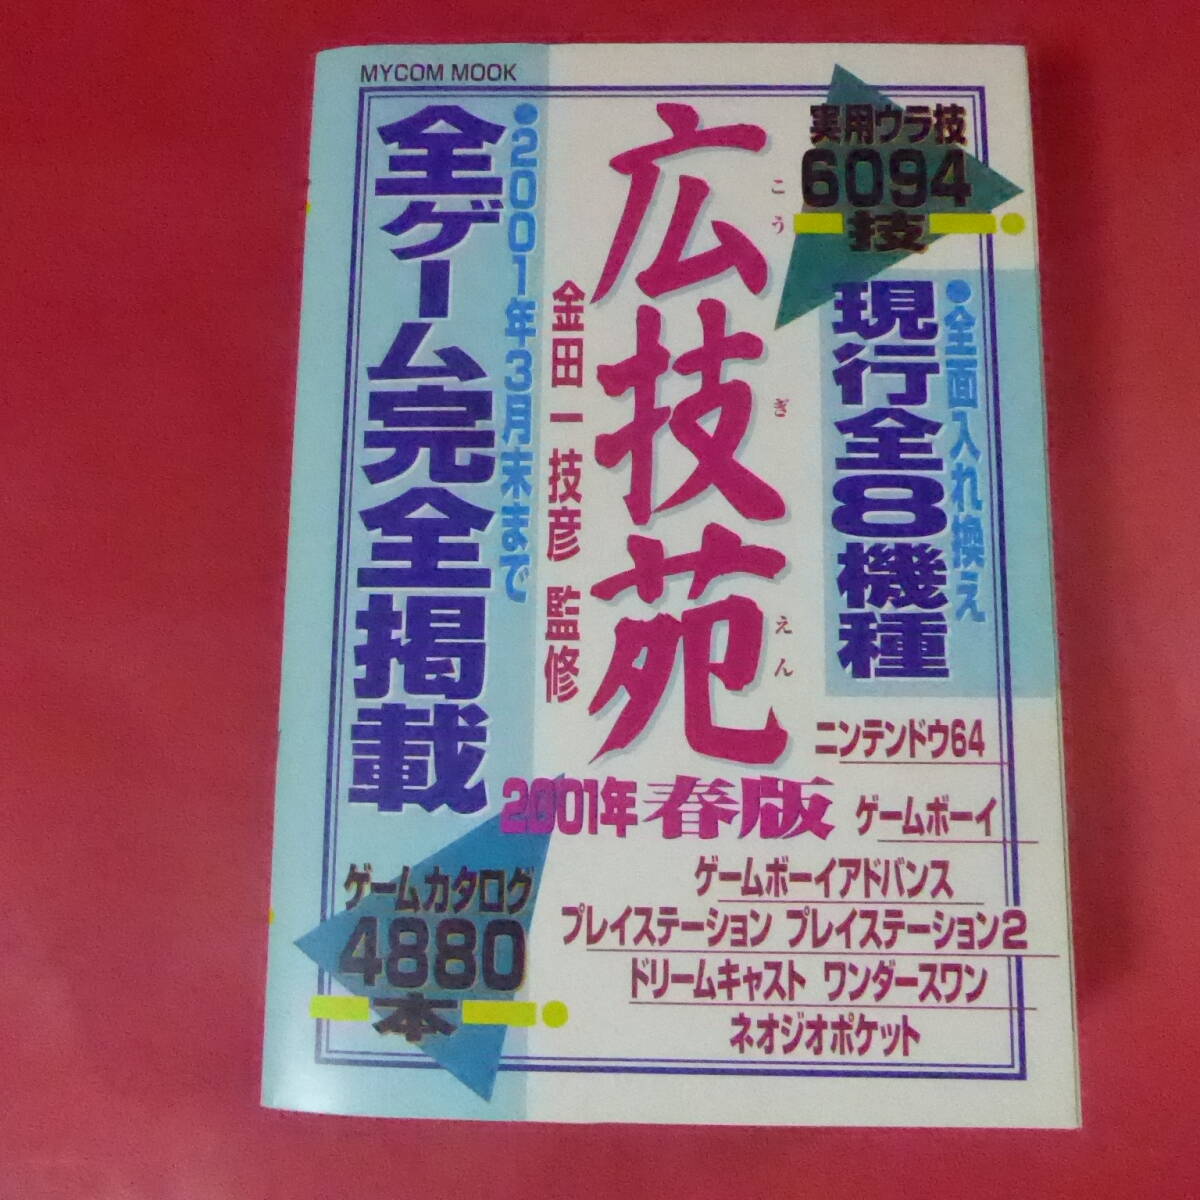 MYCOM MOOK
実用ウラ技
6094
技
●全面入れ換え
現行全8機種
広技苑
こうぎえん
金田一技彦 監修
●2001年3月末まで
全ゲーム完全掲載
2001年 春版
ニンテンドウ64
ゲームボーイ
ゲームボーイアドバンス
プレイステーション プレイステーション2
ドリームキャスト ワンダースワン
ネオジオポケット
ゲームカタログ
4880
本